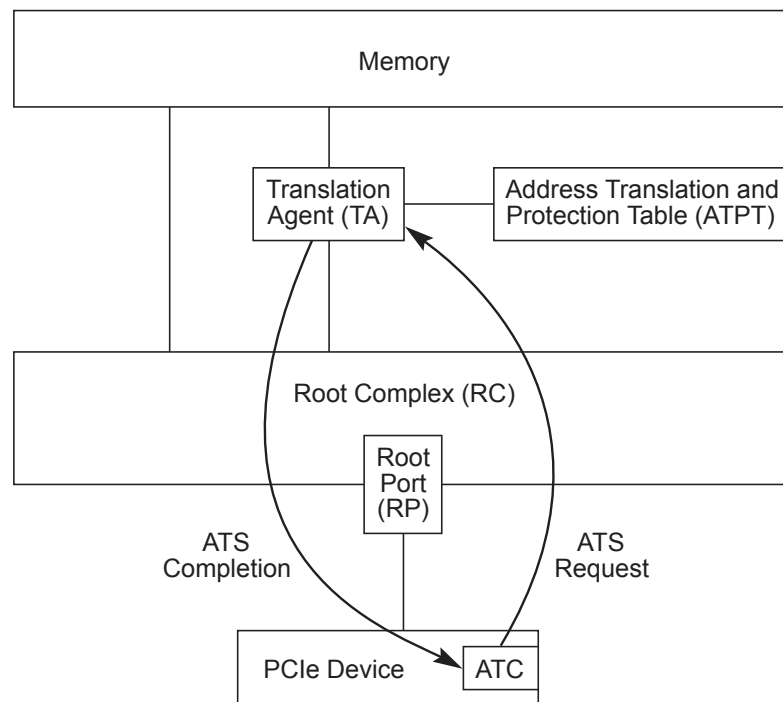 Memory
Translation
Agent (TA)
Address Translation and
Protection Table (ATPT)
Root Complex (RC)
Root
Port
(RP)
ATS
Completion
ATS
Request
PCIe Device
ATC